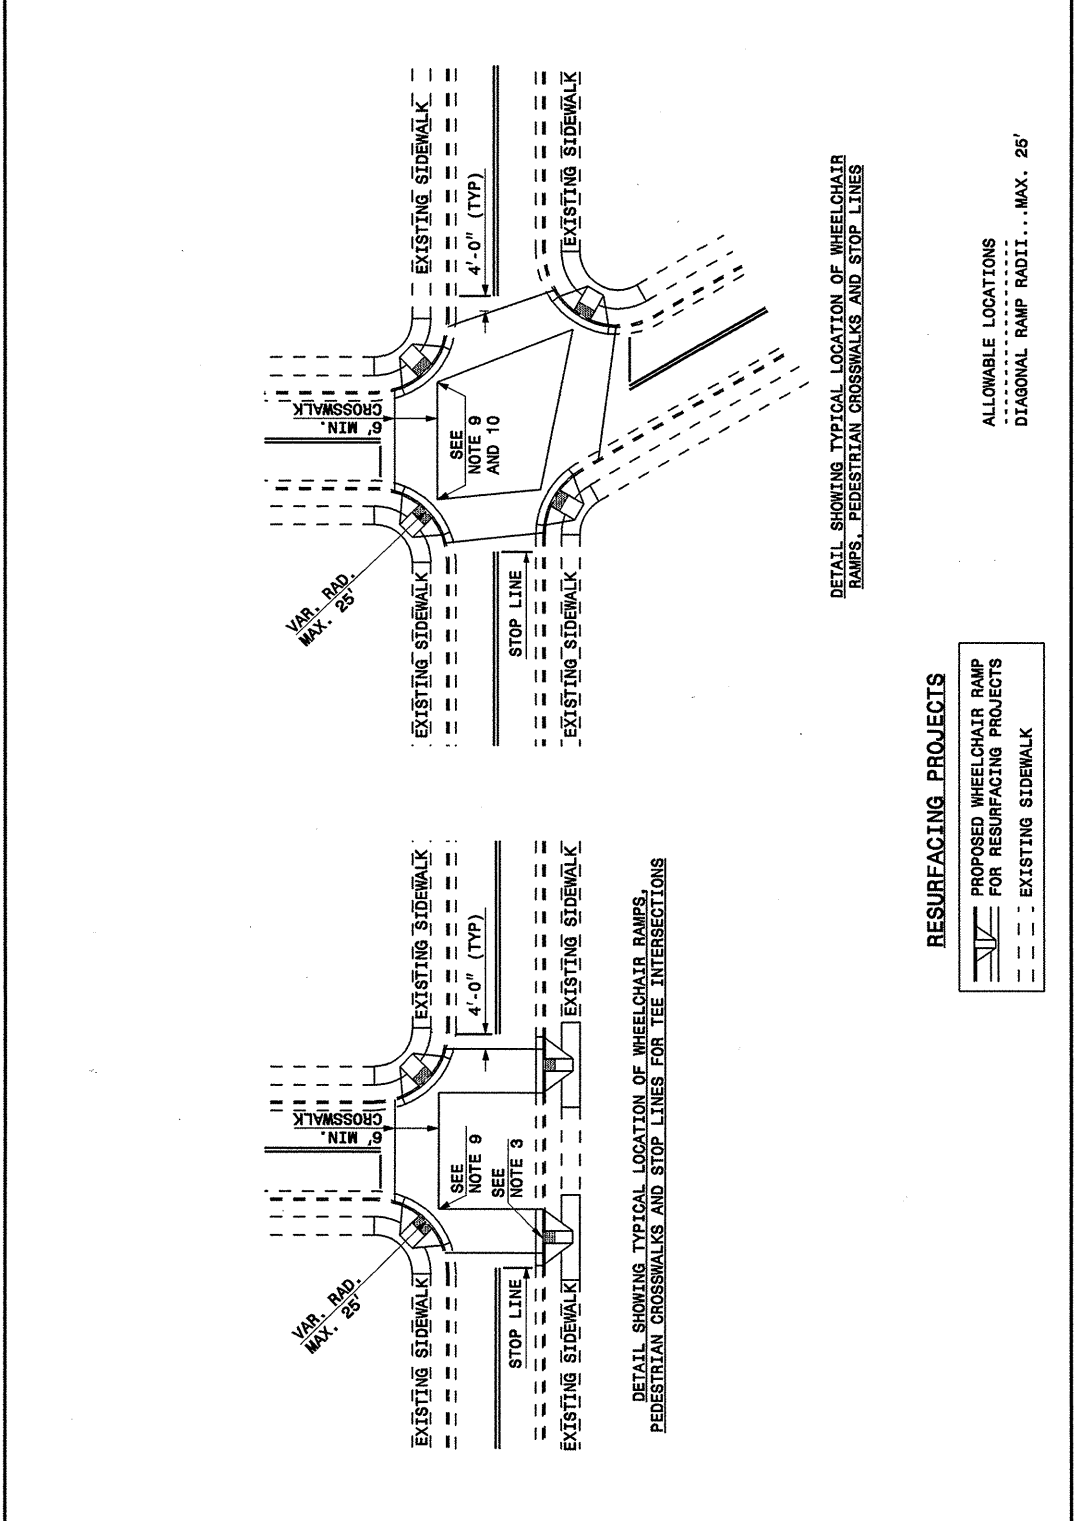 VAR. RAD.
MAX. 25'
6' MIN.
CROSSWALK
EXISTING SIDEWALK
EXISTING SIDEWALK
4'-0" (TYP)
SEE
NOTE 9
SEE
NOTE 3
STOP LINE
EXISTING SIDEWALK
EXISTING SIDEWALK
DETAIL SHOWING TYPICAL LOCATION OF WHEELCHAIR RAMPS,
PEDESTRIAN CROSSWALKS AND STOP LINES FOR TEE INTERSECTIONS
VAR. RAD.
MAX. 25'
6' MIN.
CROSSWALK
EXISTING SIDEWALK
EXISTING SIDEWALK
4'-0" (TYP)
SEE
NOTE 9
AND 10
STOP LINE
EXISTING SIDEWALK
EXISTING SIDEWALK
DETAIL SHOWING TYPICAL LOCATION OF WHEELCHAIR
RAMPS, PEDESTRIAN CROSSWALKS AND STOP LINES
RESURFACING PROJECTS
PROPOSED WHEELCHAIR RAMP
FOR RESURFACING PROJECTS
EXISTING SIDEWALK
ALLOWABLE LOCATIONS
--------------------
DIAGONAL RAMP RADII...MAX. 25'